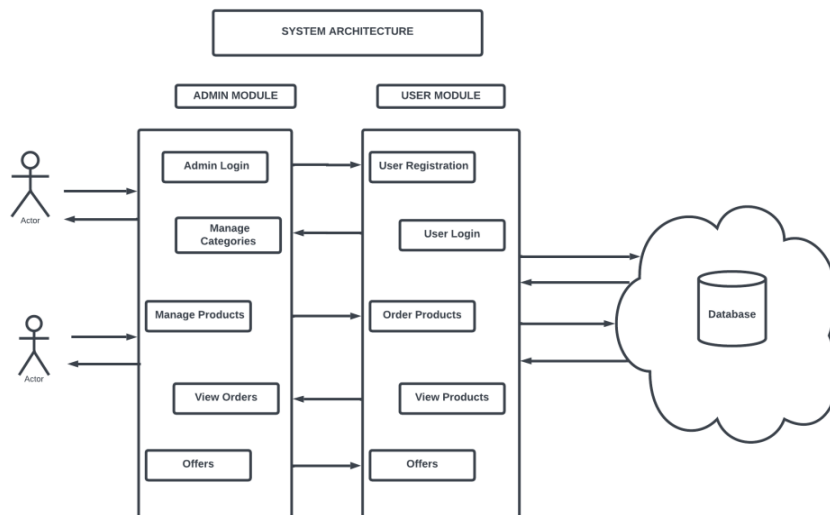 SYSTEM ARCHITECTURE
ADMIN MODULE
USER MODULE
Admin Login
User Registration
Actor
Manage
Categories
User Login
Manage Products
Order Products
Database
Actor
View Orders
View Products
Offers
Offers